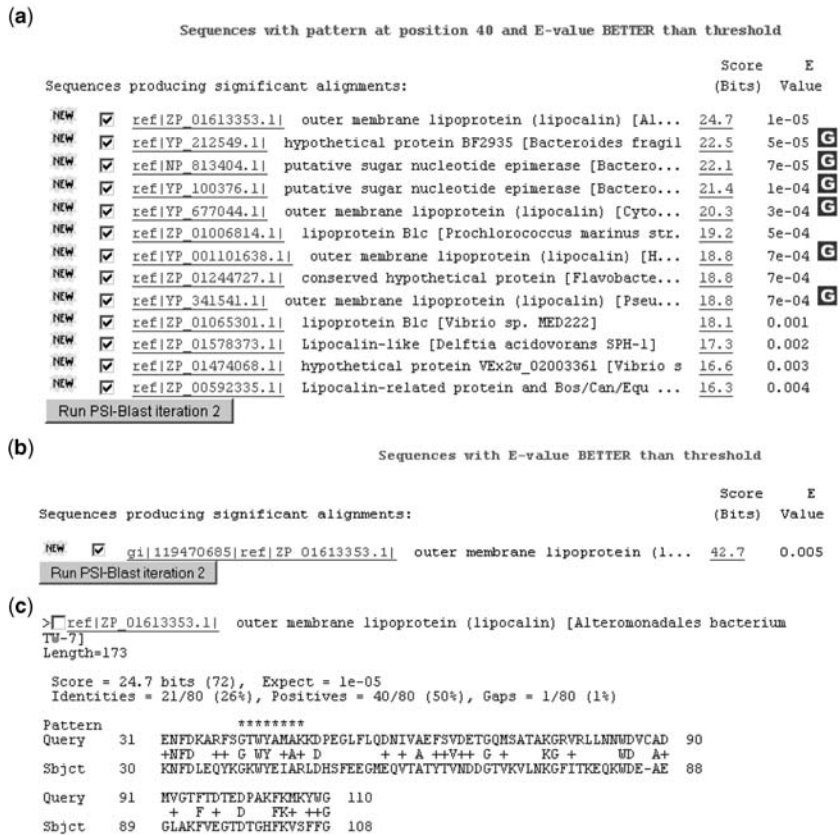 (a)
Sequences with pattern at position 40 and E-value BETTER than threshold
Score E
Sequences producing significant alignments: (Bits) Value
NEW ref|ZP_01613353.1| outer membrane lipoprotein (lipocalin) [Al... 24.7 1e-05
NEW ref|YP_212549.1| hypothetical protein BF2935 [Bacteroides fragil 22.5 5e-05 G
NEW ref|NP_813404.1| putative sugar nucleotide epimerase [Bactero... 22.1 7e-05 G
NEW ref|YP_100376.1| putative sugar nucleotide epimerase [Bactero... 21.4 1e-04 G
NEW ref|YP_677044.1| outer membrane lipoprotein (lipocalin) [Cyto... 20.3 3e-04 G
NEW ref|ZP_01006814.1| lipoprotein Blc [Prochlorococcus marinus str. 19.2 5e-04
NEW ref|YP_001101638.1| outer membrane lipoprotein (lipocalin) [H... 18.8 7e-04 G
NEW ref|ZP_01244727.1| conserved hypothetical protein [Flavobacte... 18.8 7e-04
NEW ref|YP_341541.1| outer membrane lipoprotein (lipocalin) [Pseu... 18.8 7e-04 G
NEW ref|ZP_01065301.1| lipoprotein Blc [Vibrio sp. MED222] 18.1 0.001
NEW ref|ZP_01578373.1| Lipocalin-like [Delftia acidovorans SPH-1] 17.3 0.002
NEW ref|ZP_01474068.1| hypothetical protein VEx2w_02003361 [Vibrio s 16.6 0.003
NEW ref|ZP_00592335.1| Lipocalin-related protein and Bos/Can/Equ ... 16.3 0.004
Run PSI-Blast iteration 2
(b)
Sequences with E-value BETTER than threshold
Score E
Sequences producing significant alignments: (Bits) Value
NEW gi|119470685|ref|ZP_01613353.1| outer membrane lipoprotein (l... 42.7 0.005
Run PSI-Blast iteration 2
(c)
>ref|ZP_01613353.1| outer membrane lipoprotein (lipocalin) [Alteromonadales bacterium
TW-7]
Length=173
Score = 24.7 bits (72), Expect = 1e-05
Identities = 21/80 (26%), Positives = 40/80 (50%), Gaps = 1/80 (1%)
Pattern ********
Query 31 ENFDKARFSGTWYAMAKKDPEGLFLQDNIVAEFSVDETGQMSATAKGRVRLLNNWDVCAD 90
+NFD ++ G WY +A+ D + A ++V++ G + KG + WD A+
Sbjct 30 KNFDLEQYKGKWYEIARLDHSFEEGMEQVTATYTVNDDGTVKVLNKGFITKEQKWDE-AE 88
Query 91 MVGTFTDTEDPAKFKMKYWG 110
+ F + D FK+ ++G
Sbjct 89 GLAKFVEGTDTGHFKVSFFG 108